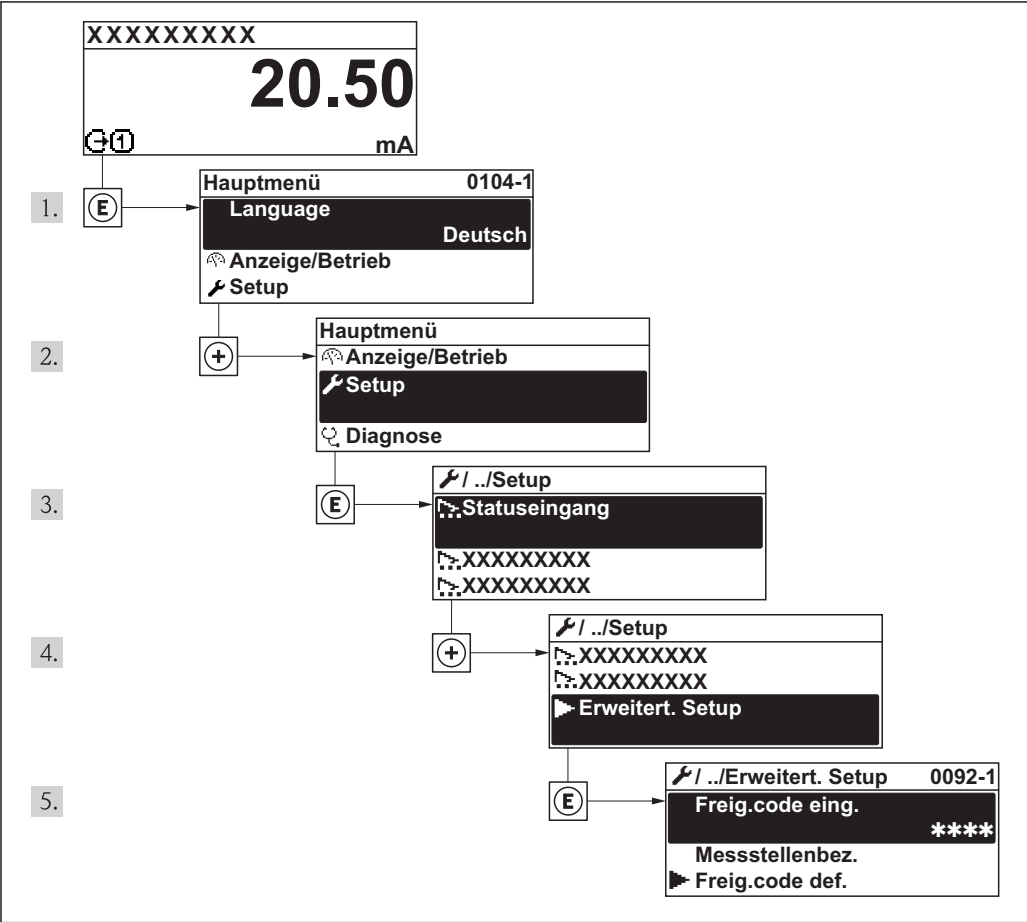 XXXXXXXXX
20.50
1 mA
1. E Hauptmenü 0104-1
Language
Deutsch
Anzeige/Betrieb
Setup
2. + Hauptmenü
Anzeige/Betrieb
Setup
Diagnose
3. E / ../Setup
Statuseingang
XXXXXXXXX
XXXXXXXXX
4. + / ../Setup
XXXXXXXXX
XXXXXXXXX
Erweitert. Setup
5. E / ../Erweitert. Setup 0092-1
Freig.code eing.
****
Messstellenbez.
Freig.code def.